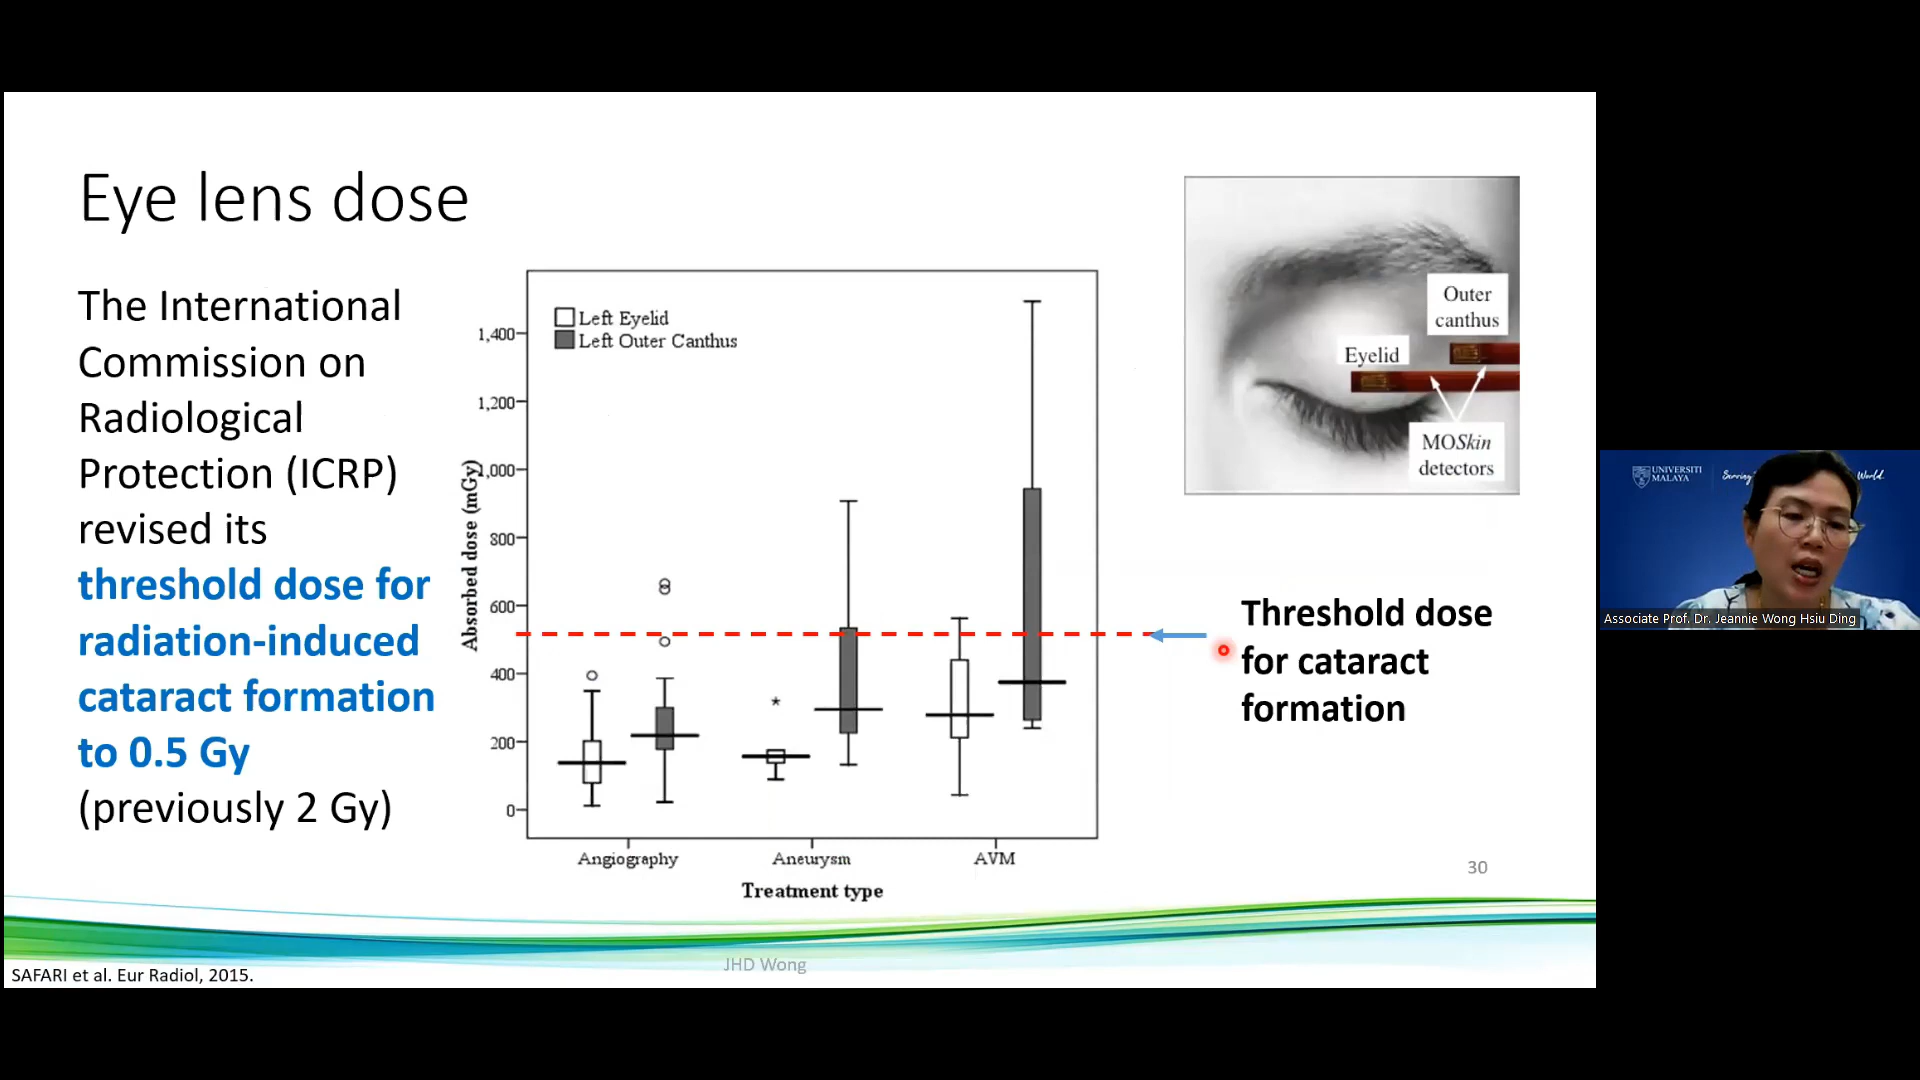 Eye lens dose
The International
Commission on
Radiological
Protection (ICRP)
revised its
threshold dose for
radiation-induced
cataract formation
to 0.5 Gy
(previously 2 Gy)
Left Eyelid
Left Outer Canthus
Absorbed dose (mGy)
1,400
1,200
1,000
800
600
400
200
0
Angiography
Aneurysm
AVM
Treatment type
Outer
canthus
Eyelid
MOSkin
detectors
Threshold dose
for cataract
formation
30
JHD Wong
SAFARI et al. Eur Radiol, 2015.
UNIVERSITI
MALAYA
World.
Associate Prof. Dr. Jeannie Wong Hsiu Ding